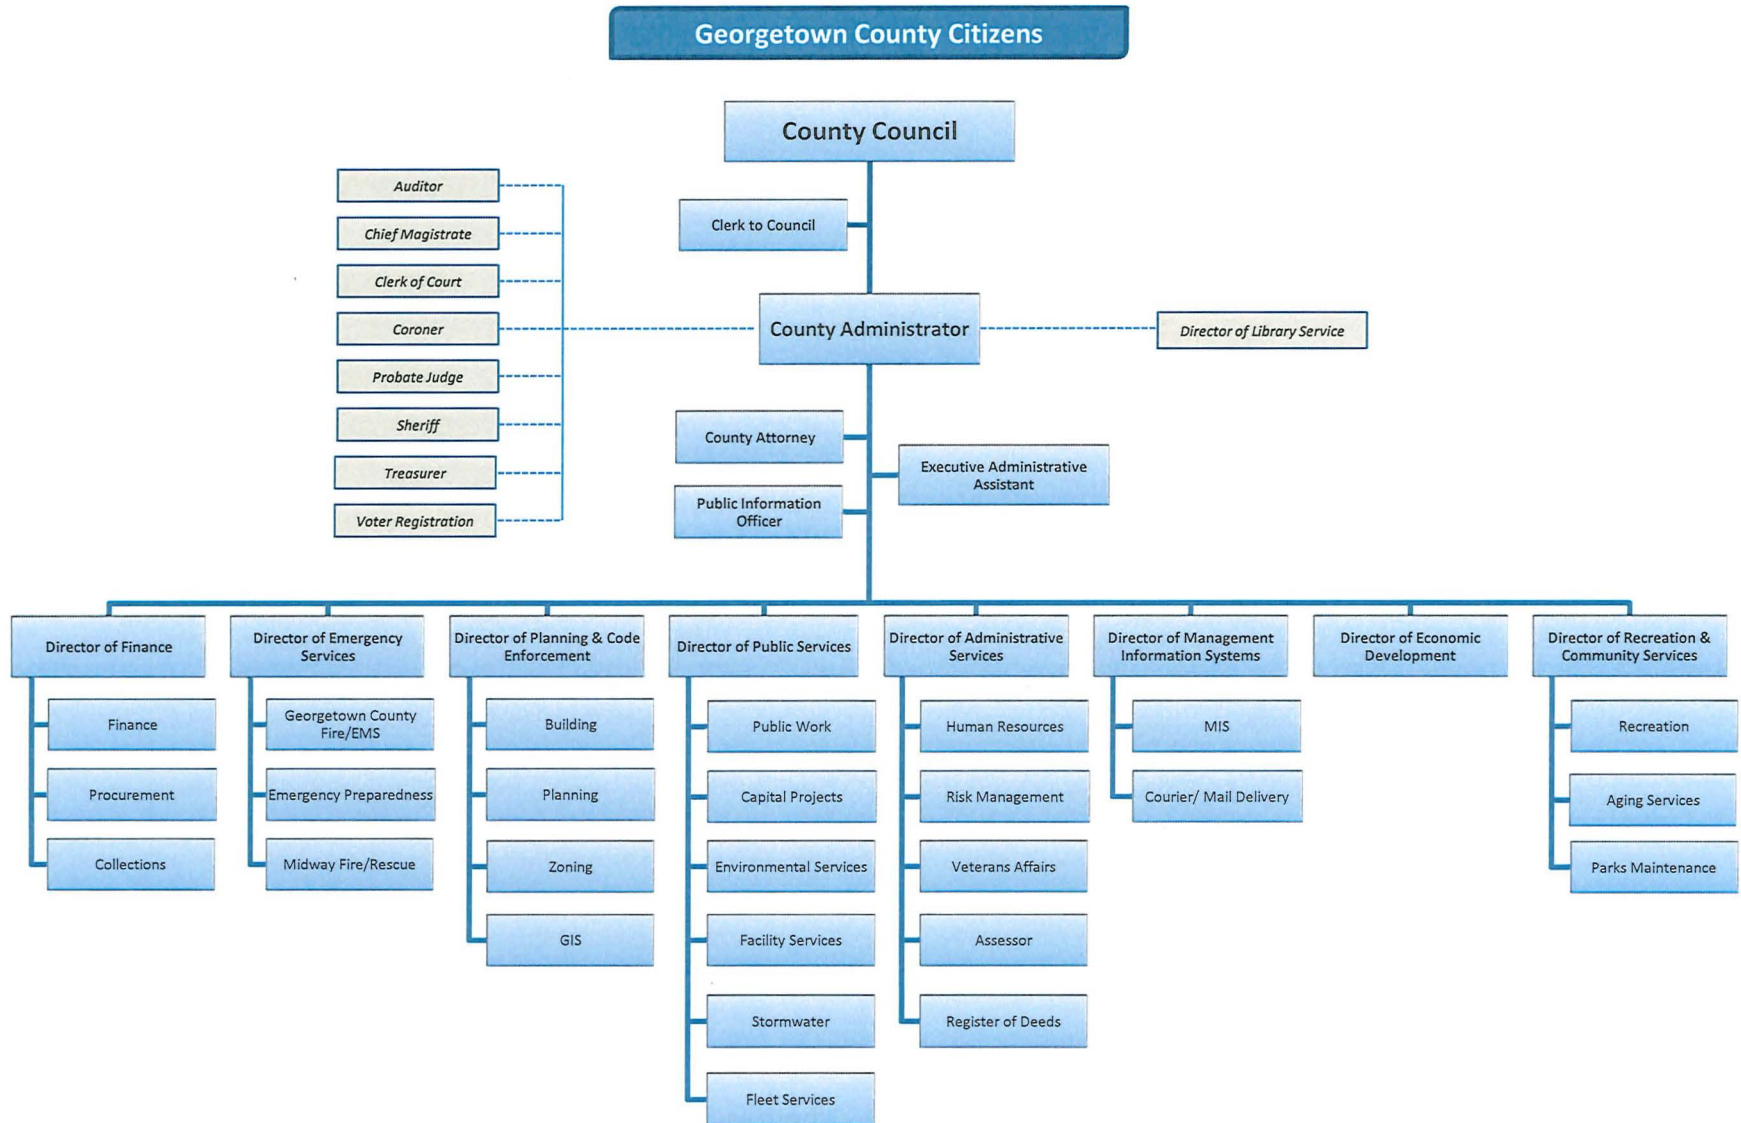 Georgetown County Citizens
County Council
Clerk to Council
Auditor
Chief Magistrate
Clerk of Court
Coroner
Probate Judge
Sheriff
Treasurer
Voter Registration
County Administrator
Director of Library Service
County Attorney
Executive Administrative
Assistant
Public Information
Officer
Director of Finance
Finance
Procurement
Collections
Director of Emergency
Services
Georgetown County
Fire/EMS
Emergency Preparedness
Midway Fire/Rescue
Director of Planning & Code
Enforcement
Building
Planning
Zoning
GIS
Director of Public Services
Public Work
Capital Projects
Environmental Services
Facility Services
Stormwater
Fleet Services
Director of Administrative
Services
Human Resources
Risk Management
Veterans Affairs
Assessor
Register of Deeds
Director of Management
Information Systems
MIS
Courier/ Mail Delivery
Director of Economic
Development
Director of Recreation &
Community Services
Recreation
Aging Services
Parks Maintenance